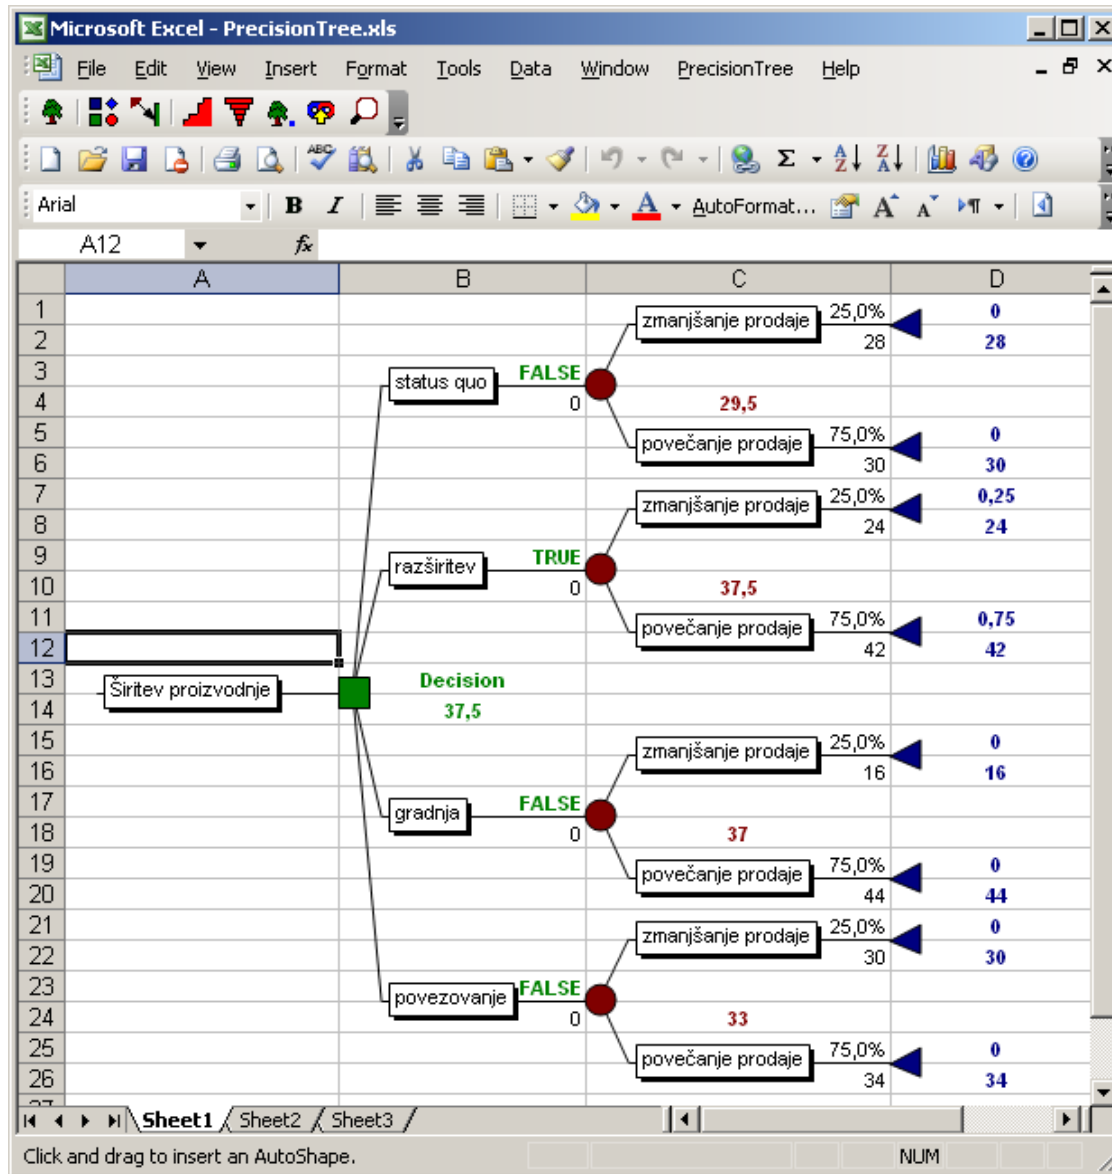 Microsoft Excel - PrecisionTree.xls
File Edit View Insert Format Tools Data Window PrecisionTree Help
ABC Σ A Z Z A
Arial B I A AutoFormat... A A
A12 fx
A B C D
1 25,0% 0
zmanjšanje prodaje
2 28 28
3 FALSE
status quo
4 0 29,5
5 75,0% 0
povečanje prodaje
6 30 30
7 25,0% 0,25
zmanjšanje prodaje
8 24 24
9 TRUE
razširitev
10 0 37,5
11 75,0% 0,75
povečanje prodaje
12 42 42
13 Decision
Širitev proizvodnje
14 37,5
15 25,0% 0
zmanjšanje prodaje
16 16 16
17 FALSE
gradnja
18 0 37
19 75,0% 0
povečanje prodaje
20 44 44
21 25,0% 0
zmanjšanje prodaje
22 30 30
23 FALSE
povezovanje
24 0 33
25 75,0% 0
povečanje prodaje
26 34 34
Sheet1 Sheet2 Sheet3
Click and drag to insert an AutoShape. NUM